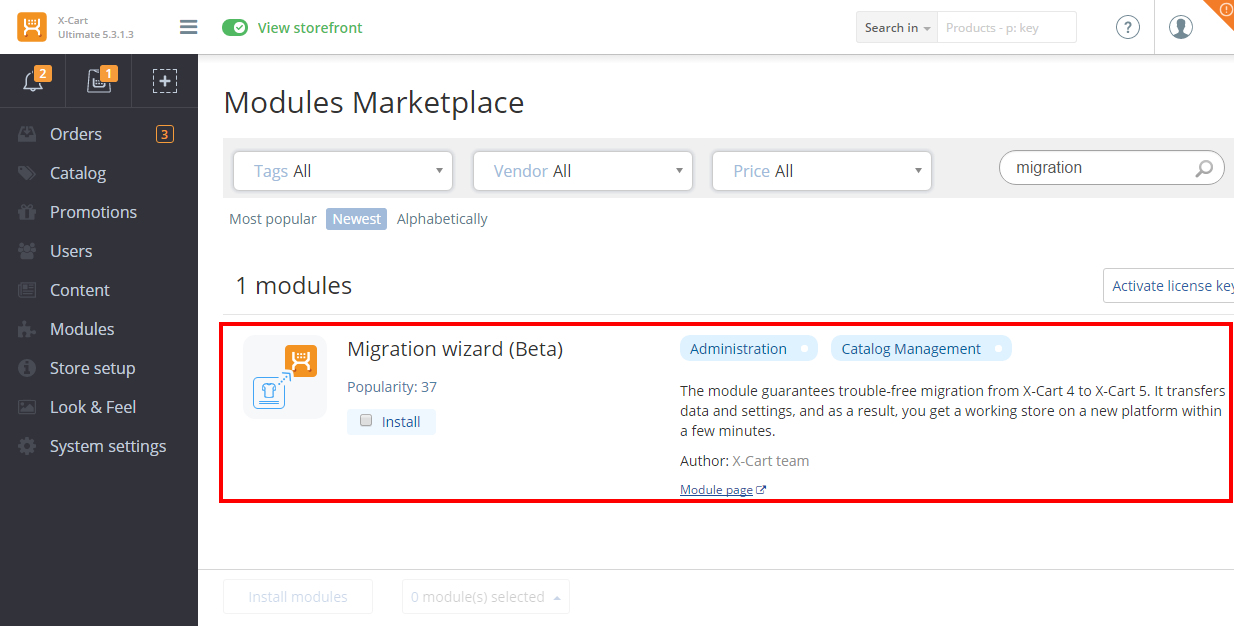 X-Cart
Ultimate 5.3.1.3
View storefront
Search in
Products - p: key
?
2
1
Orders 3
Catalog
Promotions
Users
Content
Modules
Store setup
Look & Feel
System settings
Modules Marketplace
Tags All
Vendor All
Price All
migration
Most popular Newest Alphabetically
1 modules
Activate license key
Migration wizard (Beta)
Popularity: 37
Install
Administration
Catalog Management
The module guarantees trouble-free migration from X-Cart 4 to X-Cart 5. It transfers
data and settings, and as a result, you get a working store on a new platform within
a few minutes.
Author: X-Cart team
Module page
Install modules
0 module(s) selected